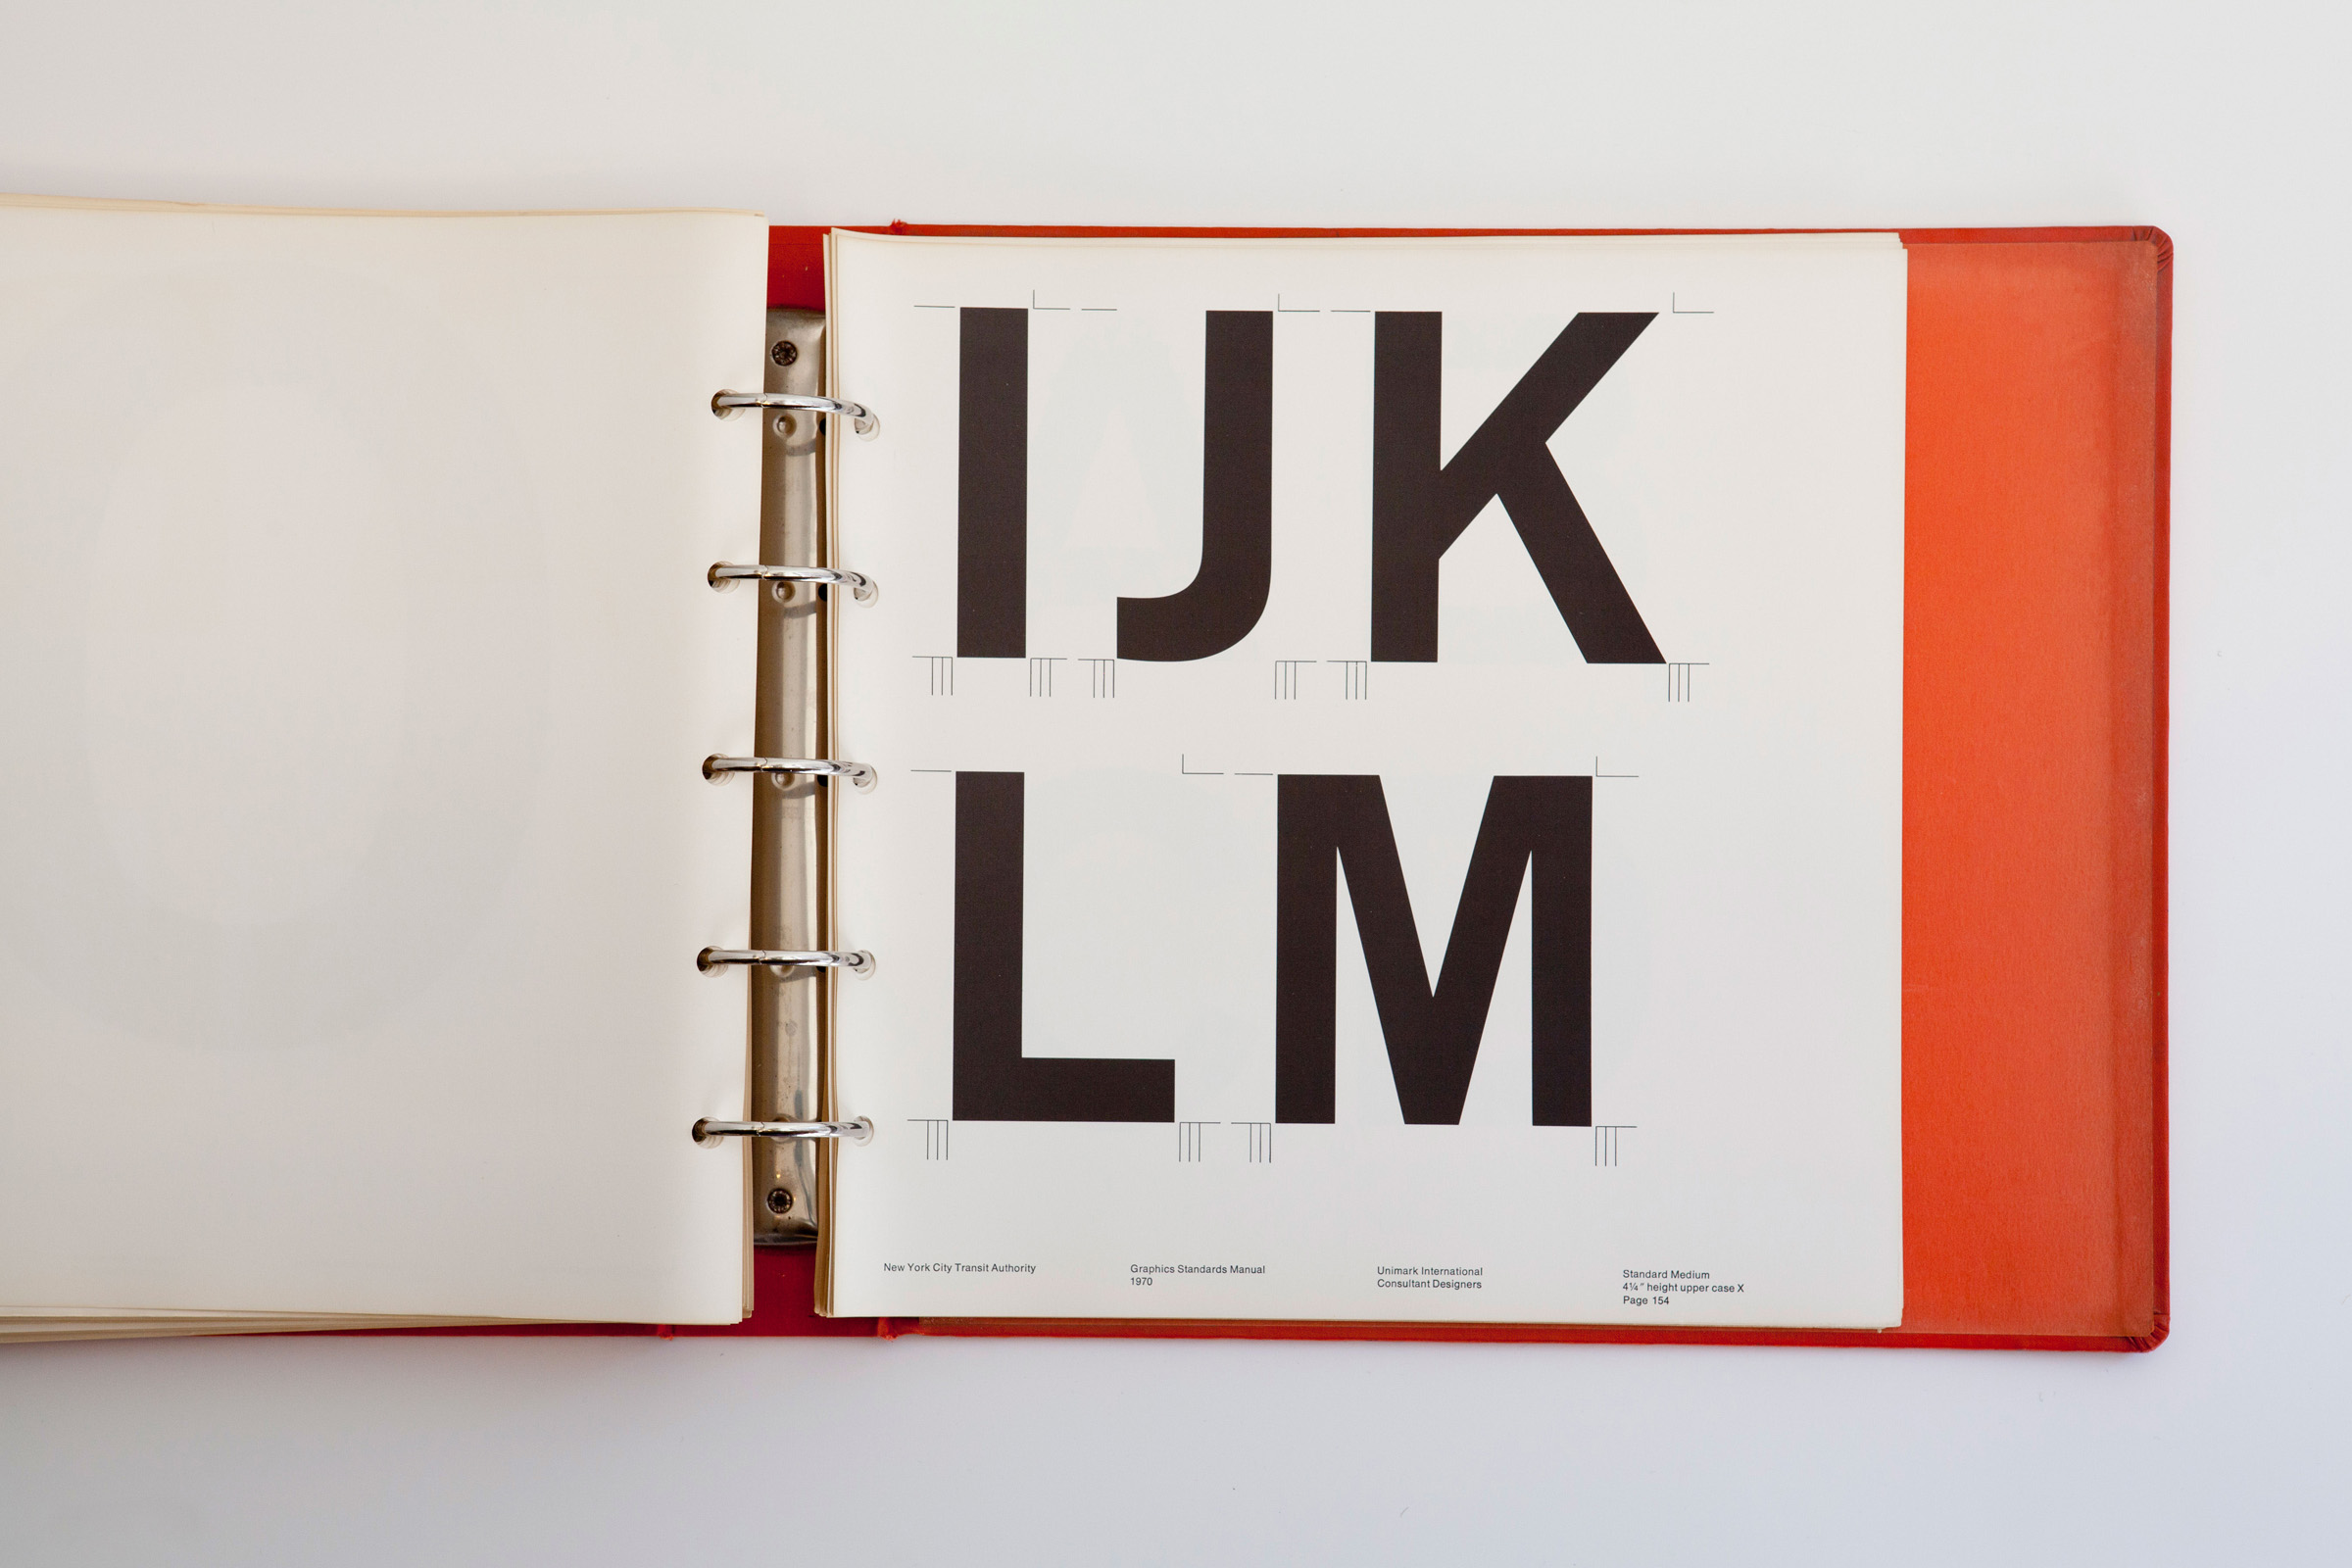 IJK
LM
New York City Transit Authority
Graphics Standards Manual
1970
Unimark International
Consultant Designers
Standard Medium
4¼″ height upper case X
Page 154